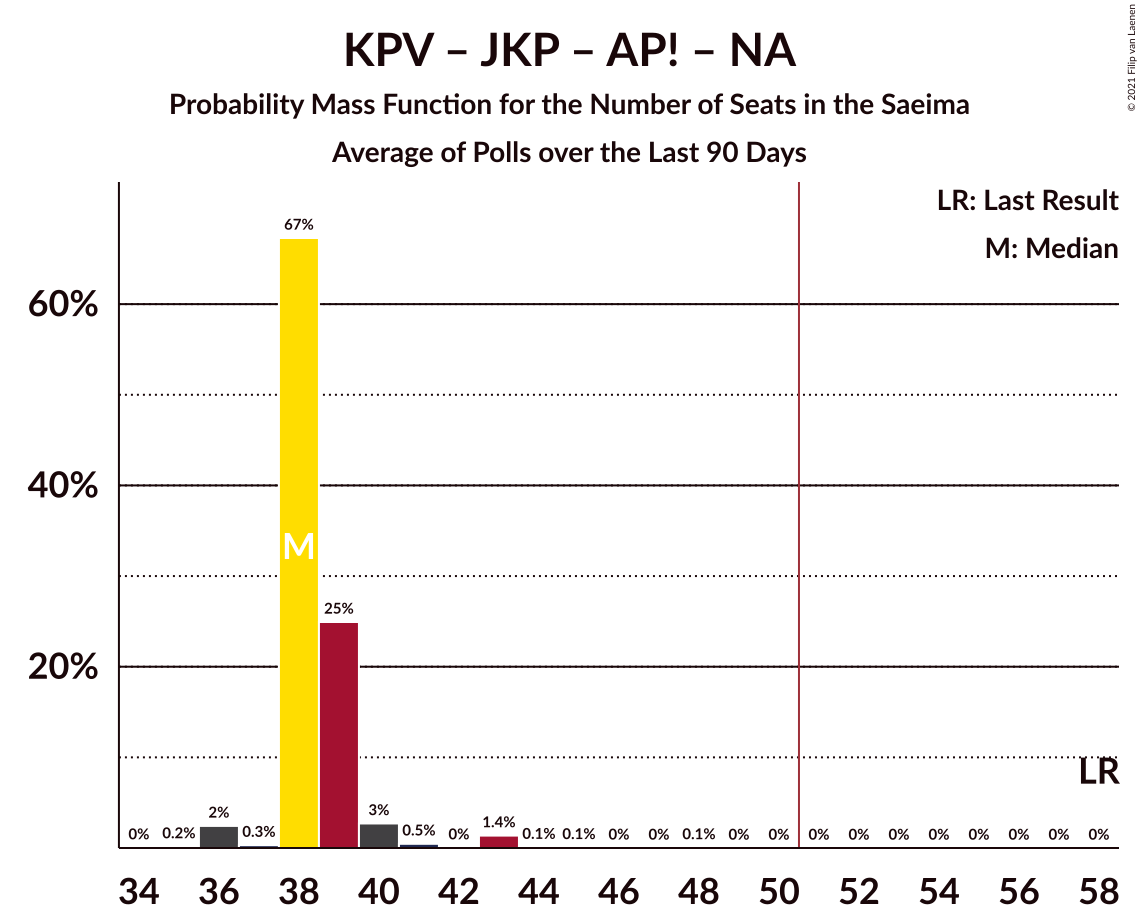 KPV – JKP – AP! – NA
Probability Mass Function for the Number of Seats in the Saeima
Average of Polls over the Last 90 Days
© 2021 Filip van Laenen
LR: Last Result
M: Median
67%
60%
40%
M
25%
20%
LR
0% 0.2% 2% 0.3% 3% 0.5% 0% 1.4% 0.1% 0.1% 0% 0% 0.1% 0% 0% 0% 0% 0% 0% 0% 0% 0% 0%
34 36 38 40 42 44 46 48 50 52 54 56 58